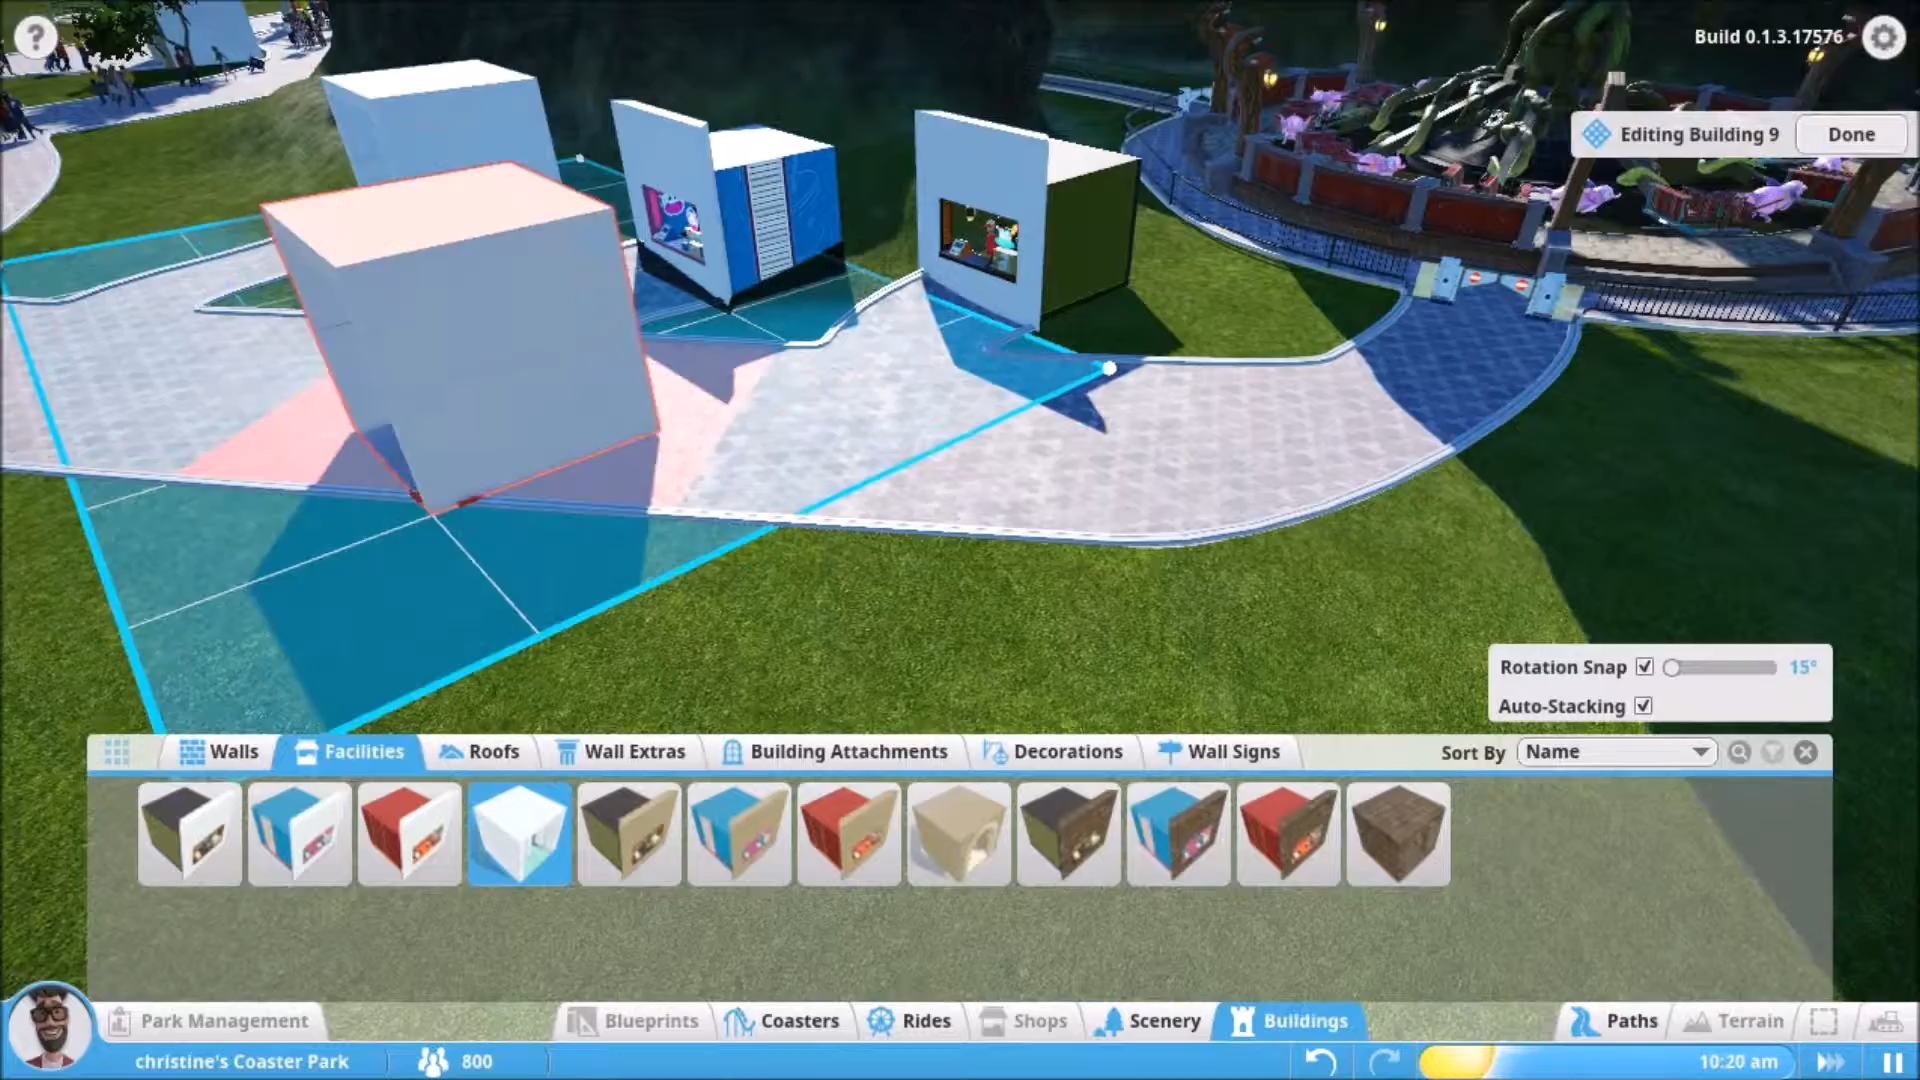 ?
Build 0.1.3.17576
Editing Building 9 Done
Rotation Snap 15°
Auto-Stacking
Walls Facilities Roofs Wall Extras Building Attachments Decorations Wall Signs Sort By Name
Park Management Blueprints Coasters Rides Shops Scenery Buildings Paths Terrain
christine's Coaster Park 800 10:20 am